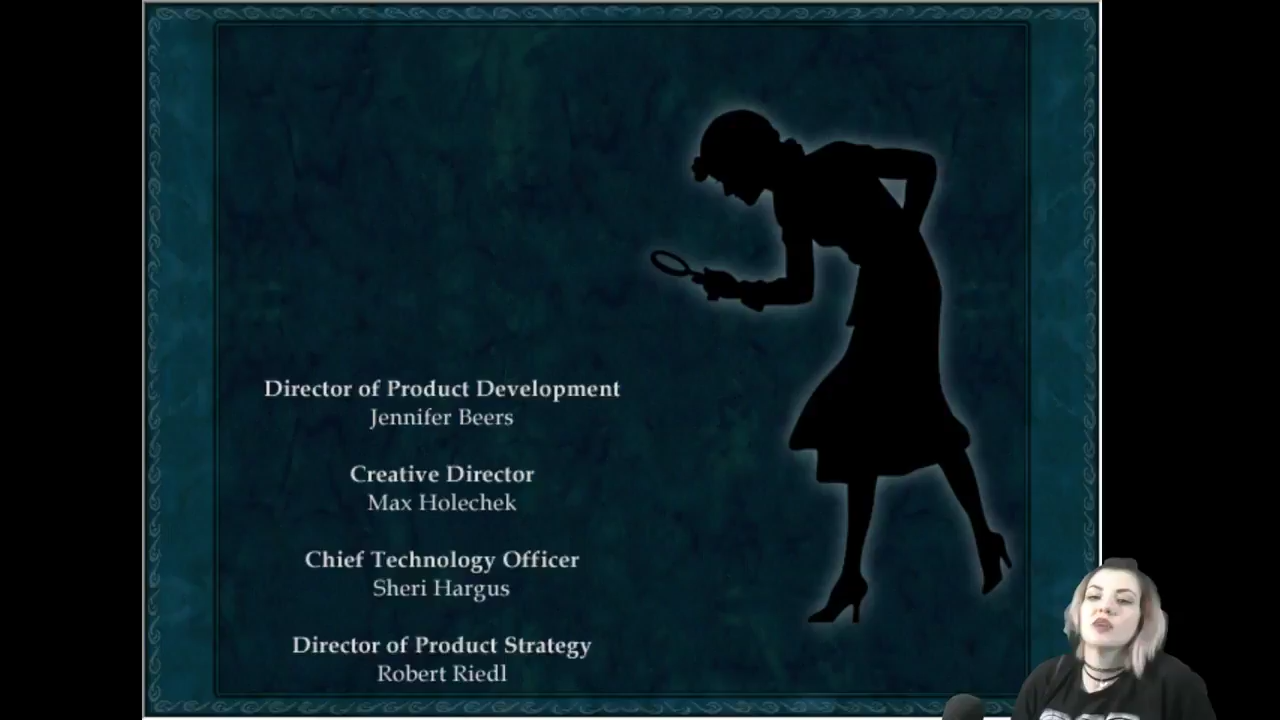 Director of Product Development
Jennifer Beers
Creative Director
Max Holechek
Chief Technology Officer
Sheri Hargus
Director of Product Strategy
Robert Riedl